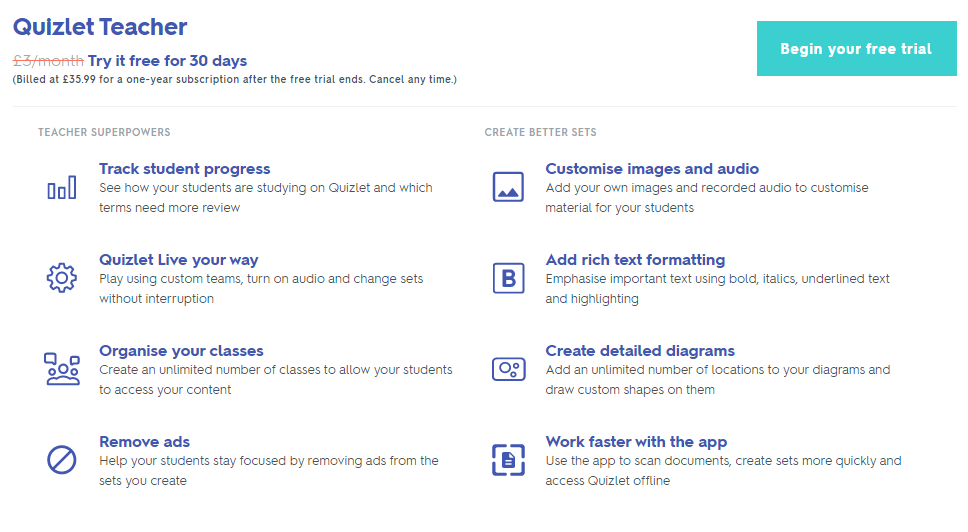 Quizlet Teacher
£3/month Try it free for 30 days
(Billed at £35.99 for a one-year subscription after the free trial ends. Cancel any time.)
Begin your free trial
TEACHER SUPERPOWERS
Track student progress
See how your students are studying on Quizlet and which
terms need more review
Quizlet Live your way
Play using custom teams, turn on audio and change sets
without interruption
Organise your classes
Create an unlimited number of classes to allow your students
to access your content
Remove ads
Help your students stay focused by removing ads from the
sets you create
CREATE BETTER SETS
Customise images and audio
Add your own images and recorded audio to customise
material for your students
B
Add rich text formatting
Emphasise important text using bold, italics, underlined text
and highlighting
Create detailed diagrams
Add an unlimited number of locations to your diagrams and
draw custom shapes on them
Work faster with the app
Use the app to scan documents, create sets more quickly and
access Quizlet offline